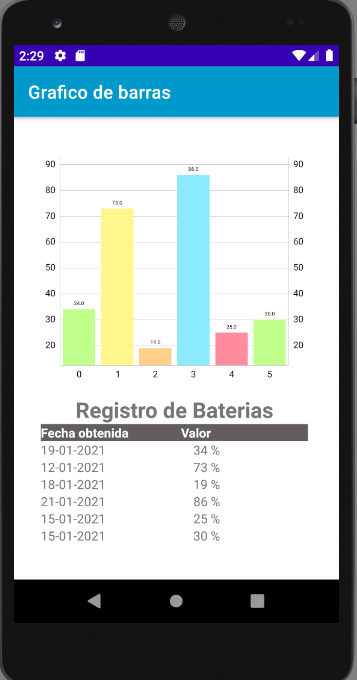 2:29
Grafico de barras
90 90
86.0
80 80
73.0
70 70
60 60
50 50
40 40
34.0
30.0
30 30
25.0
19.0
20 20
0 1 2 3 4 5
Registro de Baterias
Fecha obtenida Valor
19-01-2021 34 %
12-01-2021 73 %
18-01-2021 19 %
21-01-2021 86 %
15-01-2021 25 %
15-01-2021 30 %